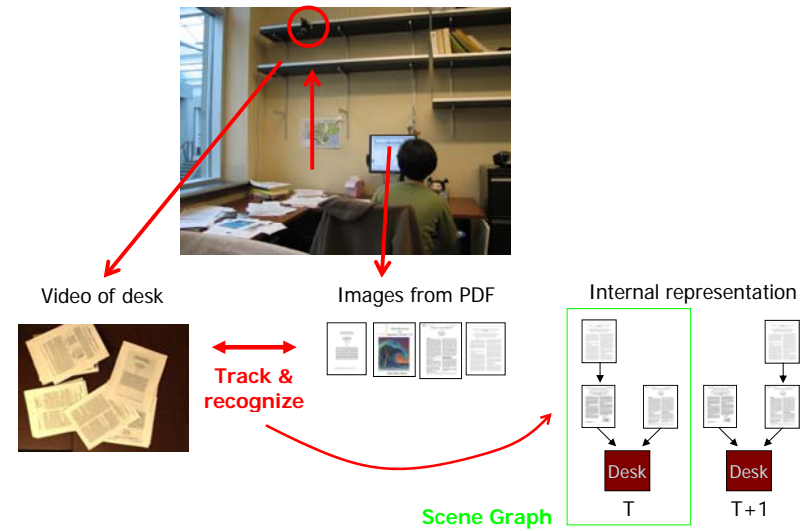 Video of desk
Images from PDF
Internal representation
Track &
recognize
Desk
Desk
T
T+1
Scene Graph